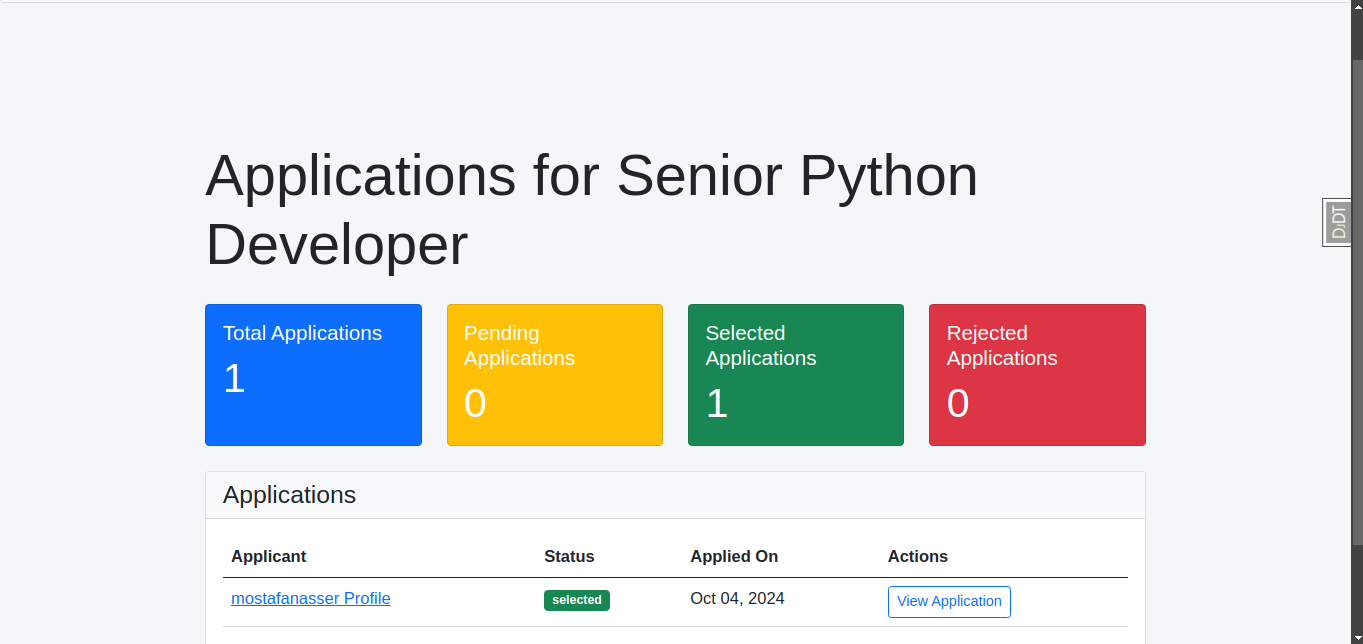 Applications for Senior Python
Developer
DJDT
Total Applications
1
Pending
Applications
0
Selected
Applications
1
Rejected
Applications
0
Applications
Applicant Status Applied On Actions
mostafanasser Profile selected Oct 04, 2024 View Application